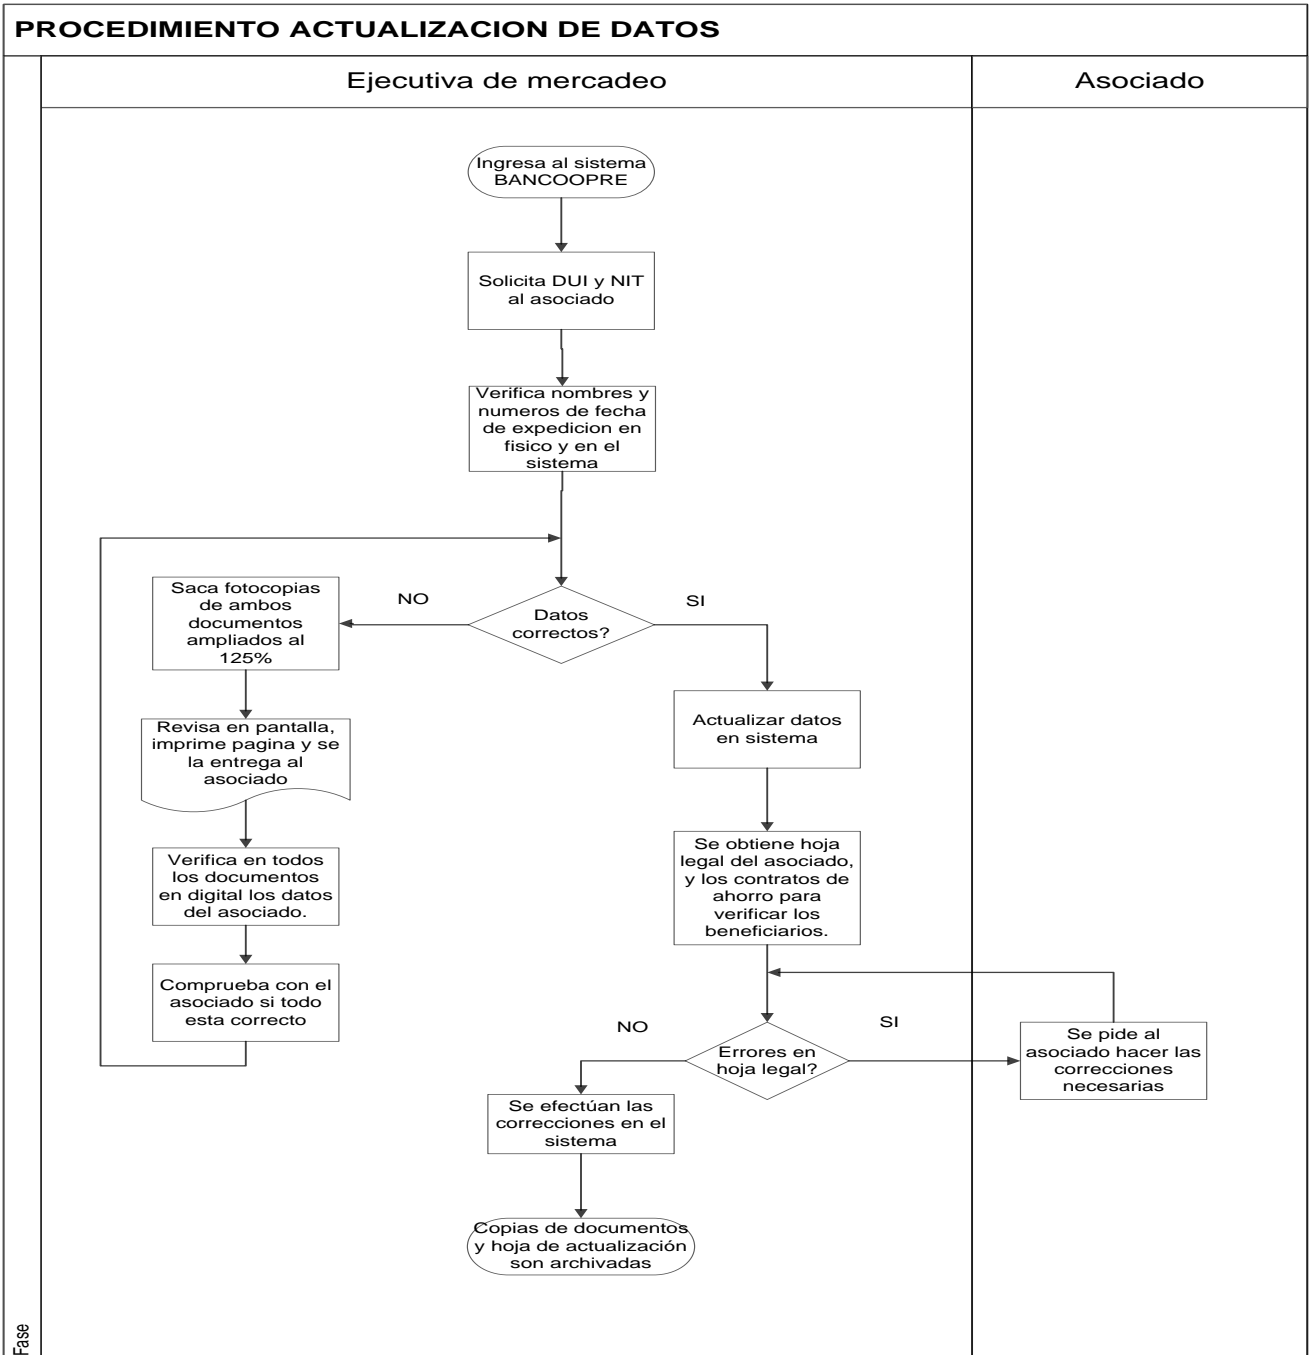 PROCEDIMIENTO ACTUALIZACION DE DATOS
Ejecutiva de mercadeo
Asociado
Ingresa al sistema
BANCOOPRE
Solicita DUI y NIT
al asociado
Verifica nombres y
numeros de fecha
de expedicion en
fisico y en el
sistema
Datos
correctos?
NO
SI
Saca fotocopias
de ambos
documentos
ampliados al
125%
Revisa en pantalla,
imprime pagina y se
la entrega al
asociado
Verifica en todos
los documentos
en digital los datos
del asociado.
Comprueba con el
asociado si todo
esta correcto
Actualizar datos
en sistema
Se obtiene hoja
legal del asociado,
y los contratos de
ahorro para
verificar los
beneficiarios.
Errores en
hoja legal?
NO
SI
Se pide al
asociado hacer las
correcciones
necesarias
Se efectúan las
correcciones en el
sistema
Copias de documentos
y hoja de actualización
son archivadas
Fase